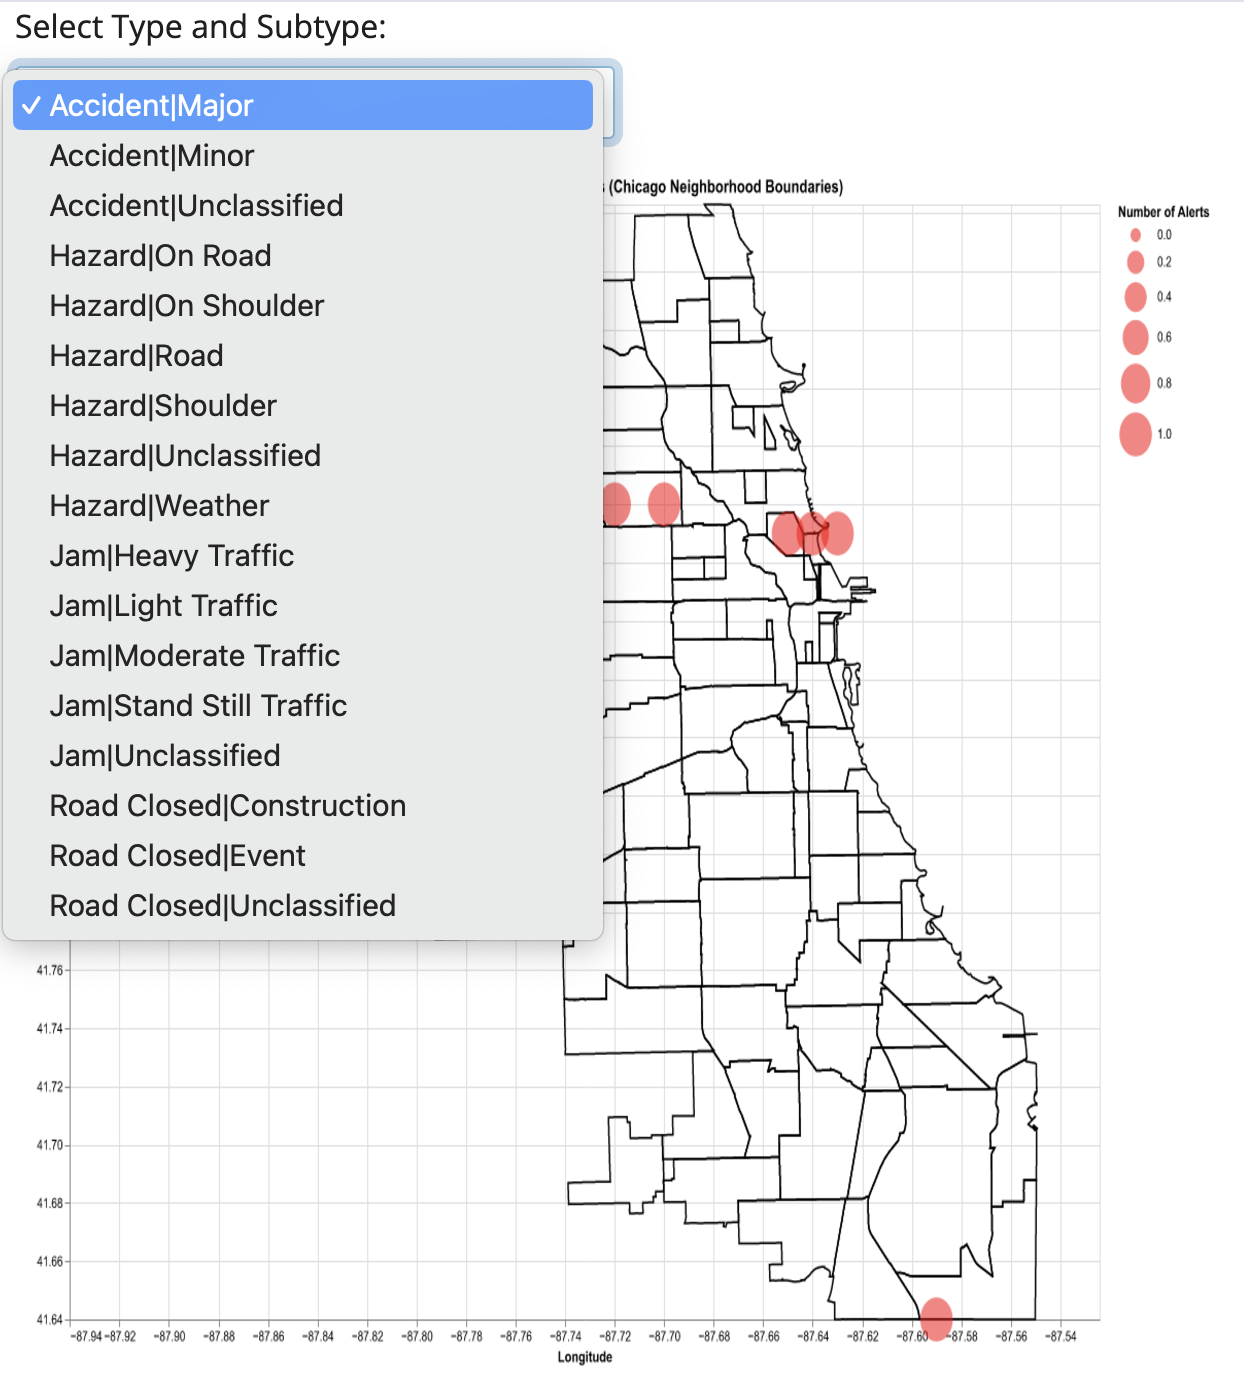 Select Type and Subtype:
✓ Accident|Major
Accident|Minor
Accident|Unclassified
Hazard|On Road
Hazard|On Shoulder
Hazard|Road
Hazard|Shoulder
Hazard|Unclassified
Hazard|Weather
Jam|Heavy Traffic
Jam|Light Traffic
Jam|Moderate Traffic
Jam|Stand Still Traffic
Jam|Unclassified
Road Closed|Construction
Road Closed|Event
Road Closed|Unclassified
(Chicago Neighborhood Boundaries)
Number of Alerts
0.0
0.2
0.4
0.6
0.8
1.0
41.76
41.74
41.72
41.70
41.68
41.66
41.64
−87.94 −87.92 −87.90 −87.88 −87.86 −87.84 −87.82 −87.80 −87.78 −87.76 −87.74 −87.72 −87.70 −87.68 −87.66 −87.64 −87.62 −87.60 −87.58 −87.56 −87.54
Longitude